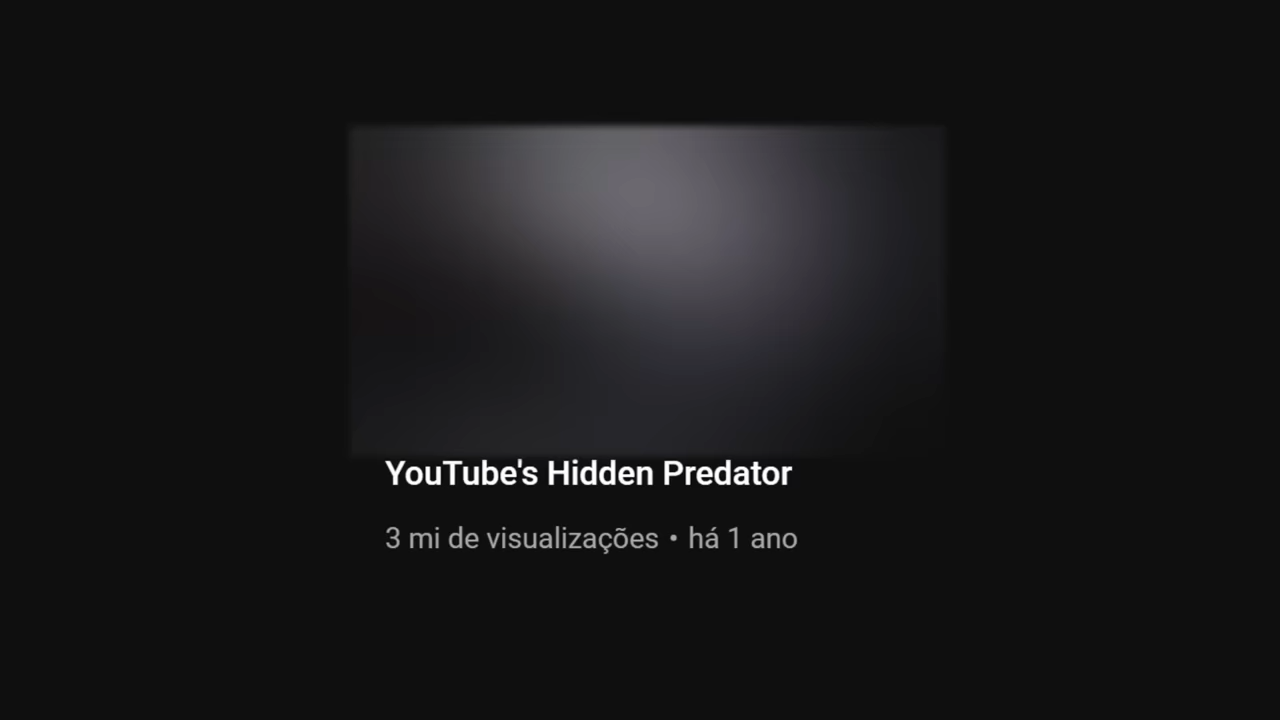 YouTube's Hidden Predator
3 mi de visualizações • há 1 ano